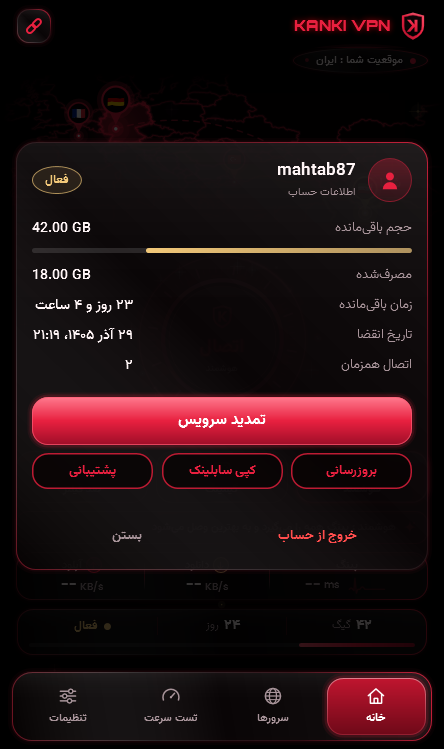 KANKI VPN
موقعیت شما : ایران
mahtab87
فعال
اطلاعات حساب
حجم باقی‌مانده
42.00 GB
مصرف‌شده
18.00 GB
زمان باقی‌مانده
۲۳ روز و ۴ ساعت
تاریخ انقضا
۲۹ آذر ۱۴۰۵، ۲۱:۱۹
اتصال همزمان
۲
تمدید سرویس
بروزرسانی
کپی سابلینک
پشتیبانی
خروج از حساب
بستن
-- ms
-- KB/s
-- KB/s
۴۲ گیگ
۲۴ روز
فعال
خانه
سرورها
تست سرعت
تنظیمات